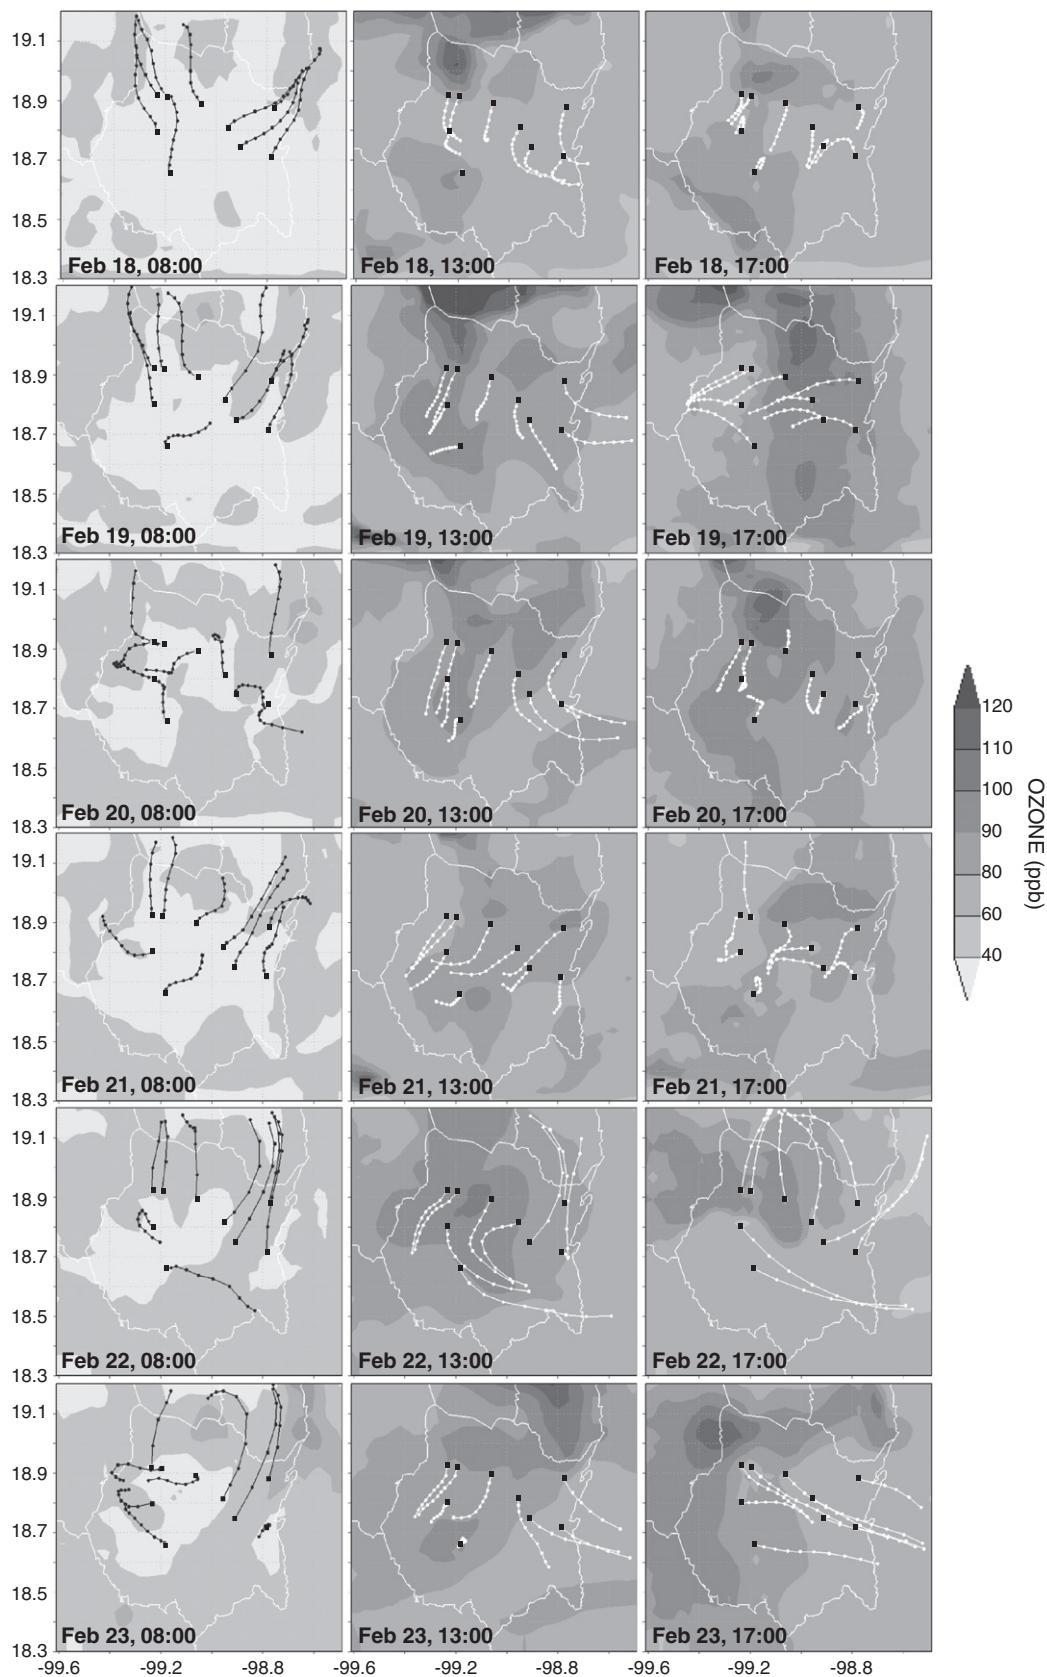 19.1
18.9
18.7
18.5
18.3
Feb 18, 08:00
Feb 18, 13:00
Feb 18, 17:00
19.1
18.9
18.7
18.5
18.3
Feb 19, 08:00
Feb 19, 13:00
Feb 19, 17:00
19.1
18.9
18.7
18.5
18.3
Feb 20, 08:00
Feb 20, 13:00
Feb 20, 17:00
19.1
18.9
18.7
18.5
18.3
Feb 21, 08:00
Feb 21, 13:00
Feb 21, 17:00
19.1
18.9
18.7
18.5
18.3
Feb 22, 08:00
Feb 22, 13:00
Feb 22, 17:00
19.1
18.9
18.7
18.5
18.3
Feb 23, 08:00
Feb 23, 13:00
Feb 23, 17:00
-99.6 -99.2 -98.8 -99.6 -99.2 -98.8 -99.6 -99.2 -98.8
120
110
100
90
80
60
40
OZONE (ppb)